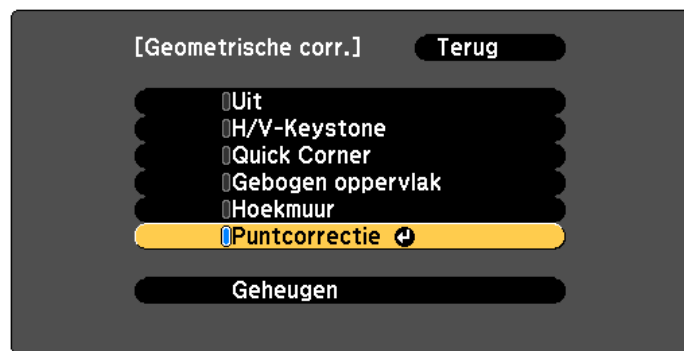 [Geometrische corr.] Terug
Uit
H/V-Keystone
Quick Corner
Gebogen oppervlak
Hoekmuur
Puntcorrectie
Geheugen